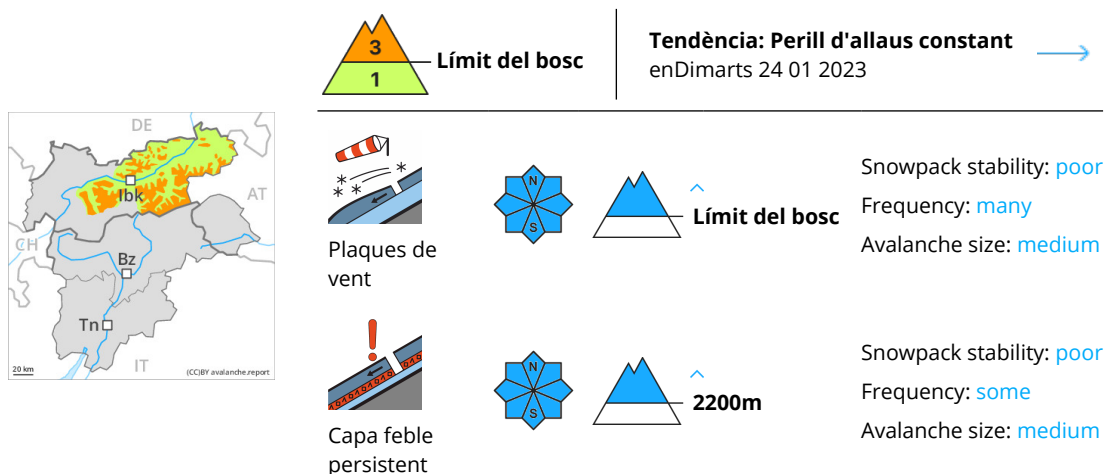 3
1
Límit del bosc
Tendència: Perill d'allaus constant
enDimarts 24 01 2023
DE
AT
CH
IT
Ibk
Bz
Tn
20 km
(CC)BY avalanche.report
Plaques de
vent
N
S
Límit del bosc
Snowpack stability: poor
Frequency: many
Avalanche size: medium
Capa feble
persistent
N
S
2200m
Snowpack stability: poor
Frequency: some
Avalanche size: medium